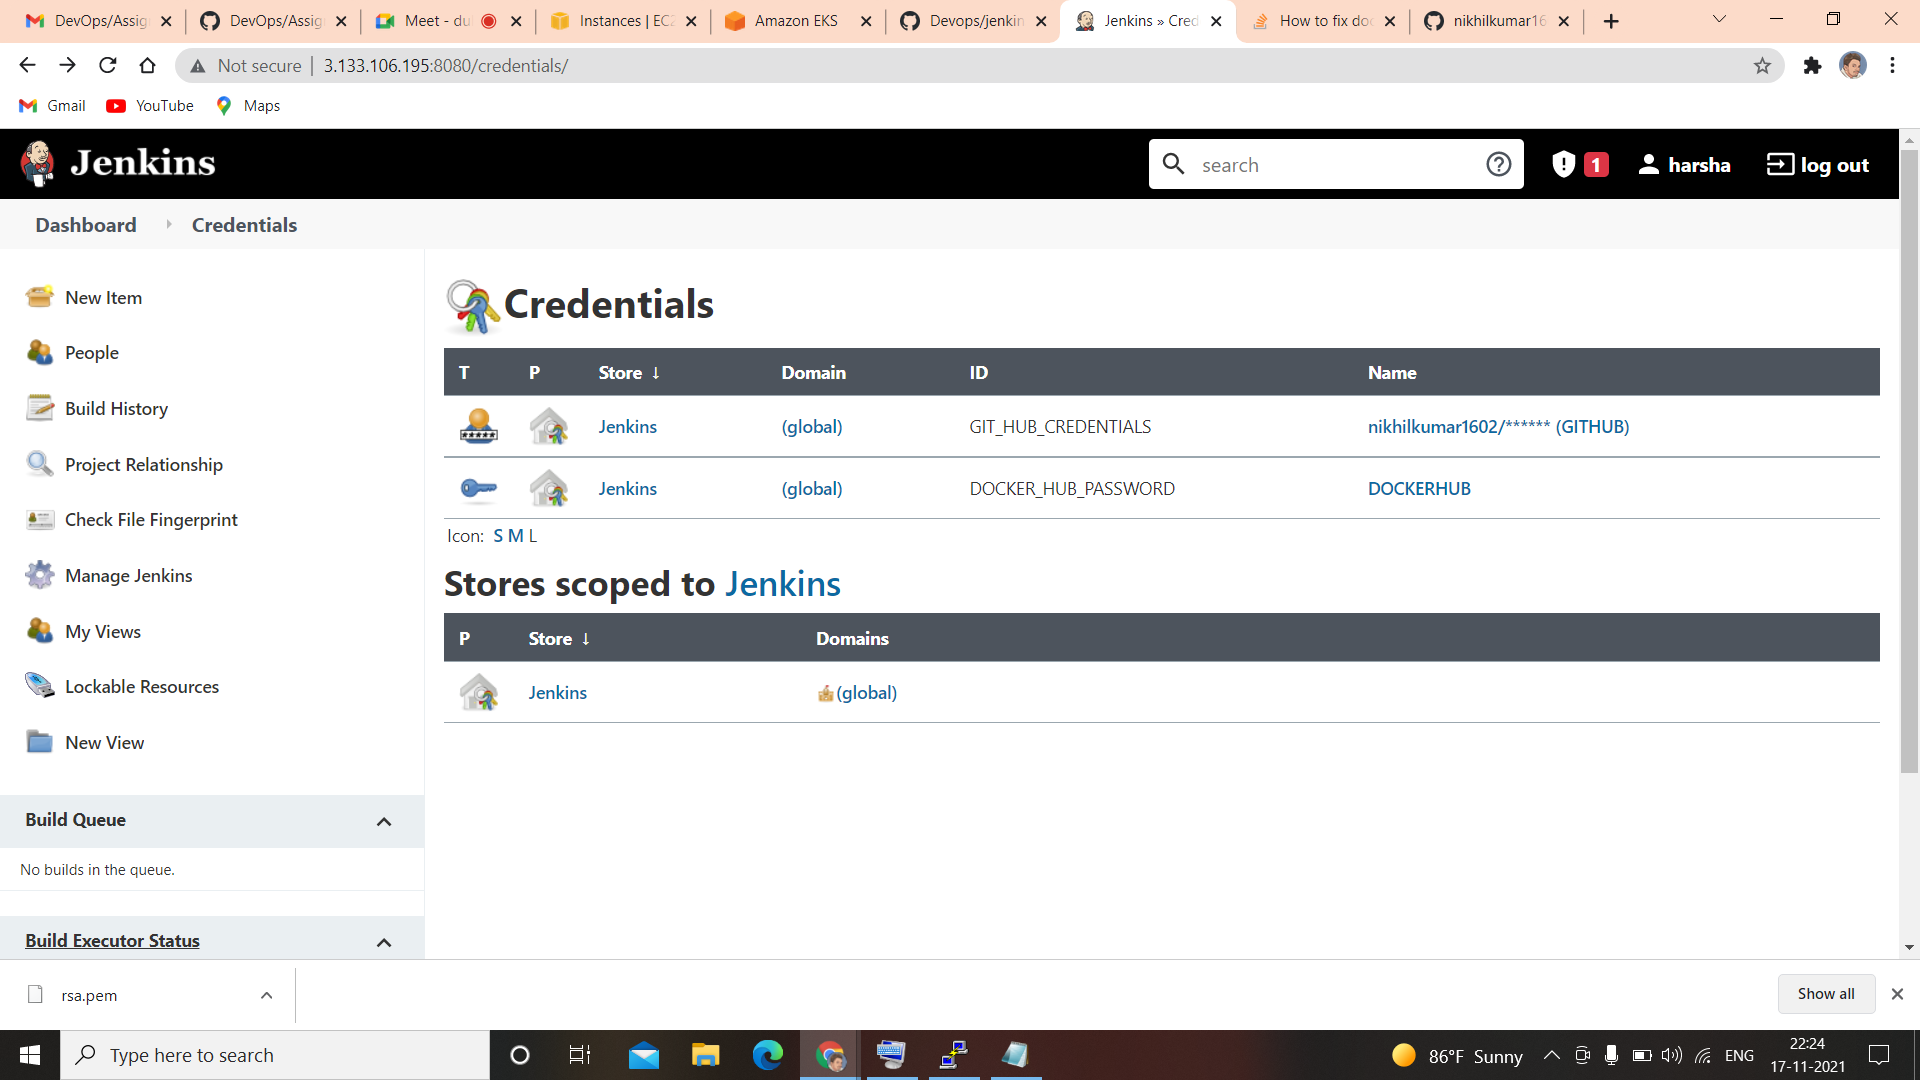 DevOps/Assig
DevOps/Assig
Meet - du
Instances | EC2
Amazon EKS
Devops/jenkin
Jenkins » Cred
How to fix doc
nikhilkumar16
Not secure | 3.133.106.195:8080/credentials/
Gmail YouTube Maps
Jenkins
search
1
harsha
log out
Dashboard Credentials
New Item
People
Build History
Project Relationship
Check File Fingerprint
Manage Jenkins
My Views
Lockable Resources
New View
Build Queue
No builds in the queue.
Build Executor Status
Credentials
T P Store ↓ Domain ID Name
Jenkins (global) GIT_HUB_CREDENTIALS nikhilkumar1602/****** (GITHUB)
Jenkins (global) DOCKER_HUB_PASSWORD DOCKERHUB
Icon: S M L
Stores scoped to Jenkins
P Store ↓ Domains
Jenkins (global)
rsa.pem
Show all
Type here to search
86°F Sunny
ENG
22:24
17-11-2021